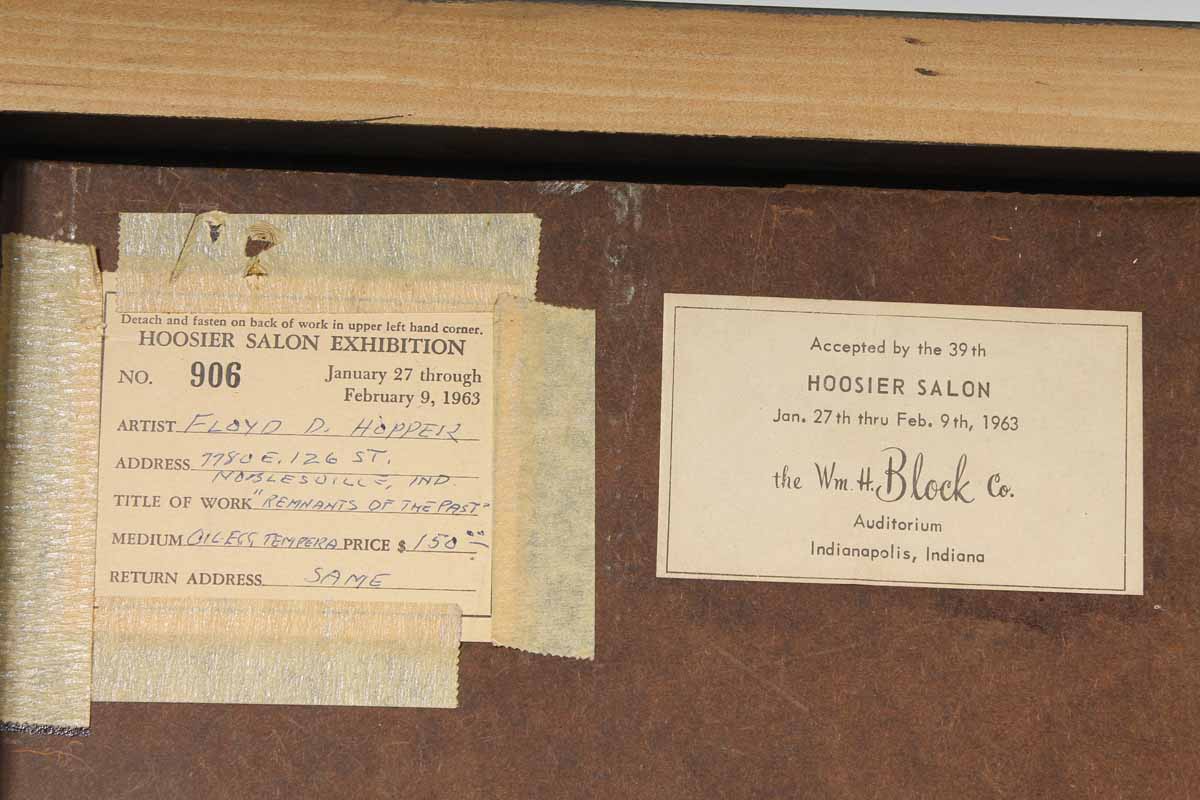 Detach and fasten on back of work in upper left hand corner.
HOOSIER SALON EXHIBITION
NO. 906 January 27 through
February 9, 1963
ARTIST FLOYD D. HOPPER
ADDRESS 7780 E. 126 ST.
NOBLESVILLE, IND.
TITLE OF WORK "REMNANTS OF THE PAST"
MEDIUM OIL EGG TEMPERA PRICE $ 150.00
RETURN ADDRESS SAME
Accepted by the 39th
HOOSIER SALON
Jan. 27th thru Feb. 9th, 1963
the Wm. H. Block Co.
Auditorium
Indianapolis, Indiana